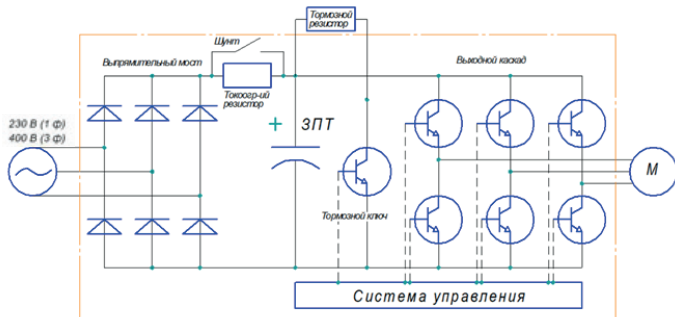 Тормозной
резистор
Шунт
Выпрямительный мост
Выходной каскад
Токоогр-ий
резистор
230 В (1 ф)
400 В (3 ф)
+
ЗПТ
М
Тормозной ключ
Система управления